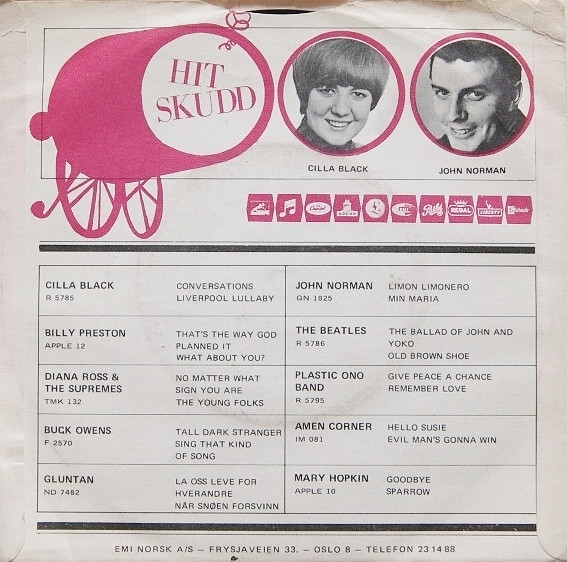 HIT
SKUDD
CILLA BLACK
JOHN NORMAN
Capitol
REGAL
LIBERTY
CILLA BLACK
R 5785
CONVERSATIONS
LIVERPOOL LULLABY
JOHN NORMAN
GN 1825
LIMON LIMONERO
MIN MARIA
BILLY PRESTON
APPLE 12
THAT'S THE WAY GOD
PLANNED IT
WHAT ABOUT YOU?
THE BEATLES
R 5786
THE BALLAD OF JOHN AND
YOKO
OLD BROWN SHOE
DIANA ROSS &
THE SUPREMES
TMK 132
NO MATTER WHAT
SIGN YOU ARE
THE YOUNG FOLKS
PLASTIC ONO
BAND
R 5795
GIVE PEACE A CHANCE
REMEMBER LOVE
BUCK OWENS
F 2570
TALL DARK STRANGER
SING THAT KIND
OF SONG
AMEN CORNER
IM 081
HELLO SUSIE
EVIL MAN'S GONNA WIN
GLUNTAN
ND 7482
LA OSS LEVE FOR
HVERANDRE
NÅR SNØEN FORSVINN
MARY HOPKIN
APPLE 10
GOODBYE
SPARROW
EMI NORSK A/S – FRYSJAVEIEN 33. – OSLO 8 – TELEFON 23 14 88